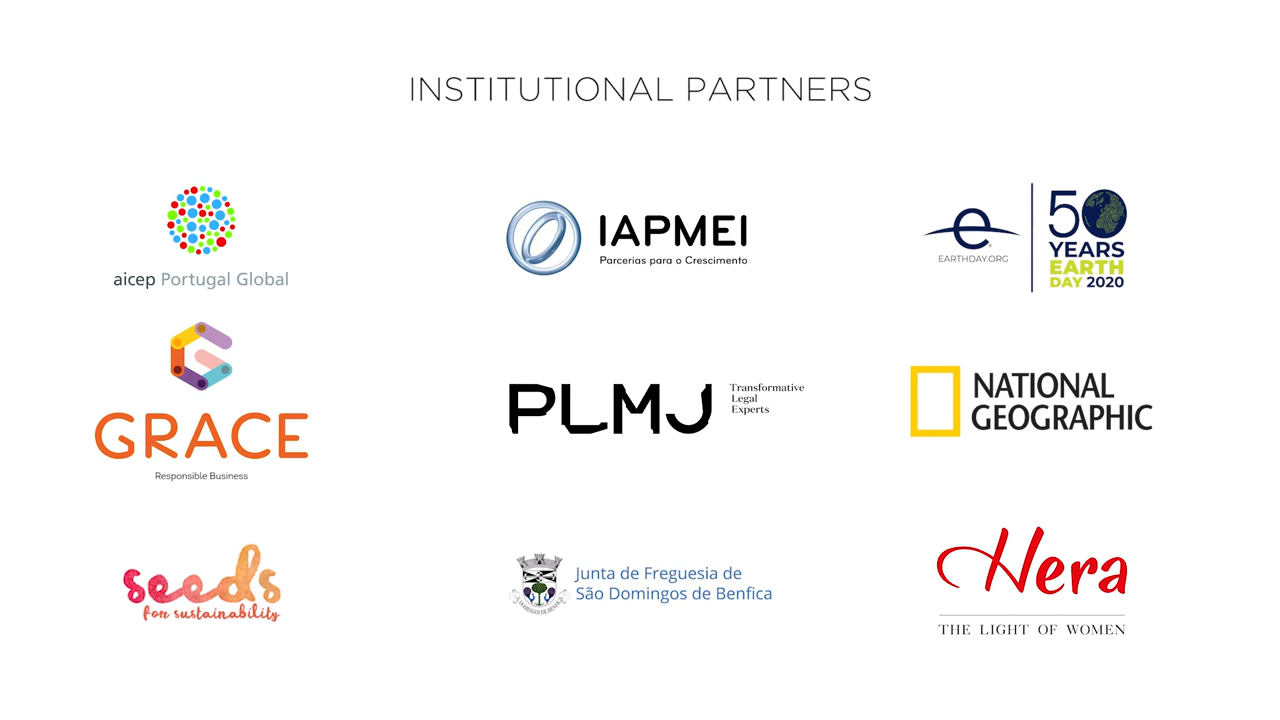 INSTITUTIONAL PARTNERS
aicep Portugal Global
IAPMEI
Parcerias para o Crescimento
EARTHDAY.ORG
50
YEARS
EARTH
DAY 2020
GRACE
Responsible Business
PLMJ
Transformative
Legal
Experts
NATIONAL
GEOGRAPHIC
seeds
for sustainability
Junta de Freguesia de
São Domingos de Benfica
Hera
THE LIGHT OF WOMEN